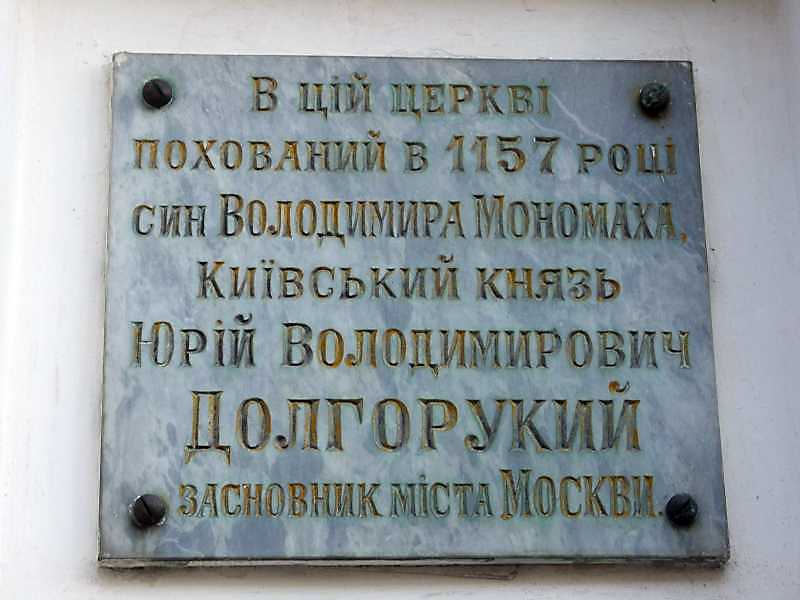 В ЦІЙ ЦЕРКВІ
ПОХОВАНИЙ В 1157 РОЦІ
СИН ВОЛОДИМИРА МОНОМАХА,
КИЇВСЬКИЙ КНЯЗЬ
ЮРІЙ ВОЛОДИМИРОВИЧ
ДОЛГОРУКИЙ
ЗАСНОВНИК МІСТА МОСКВИ.